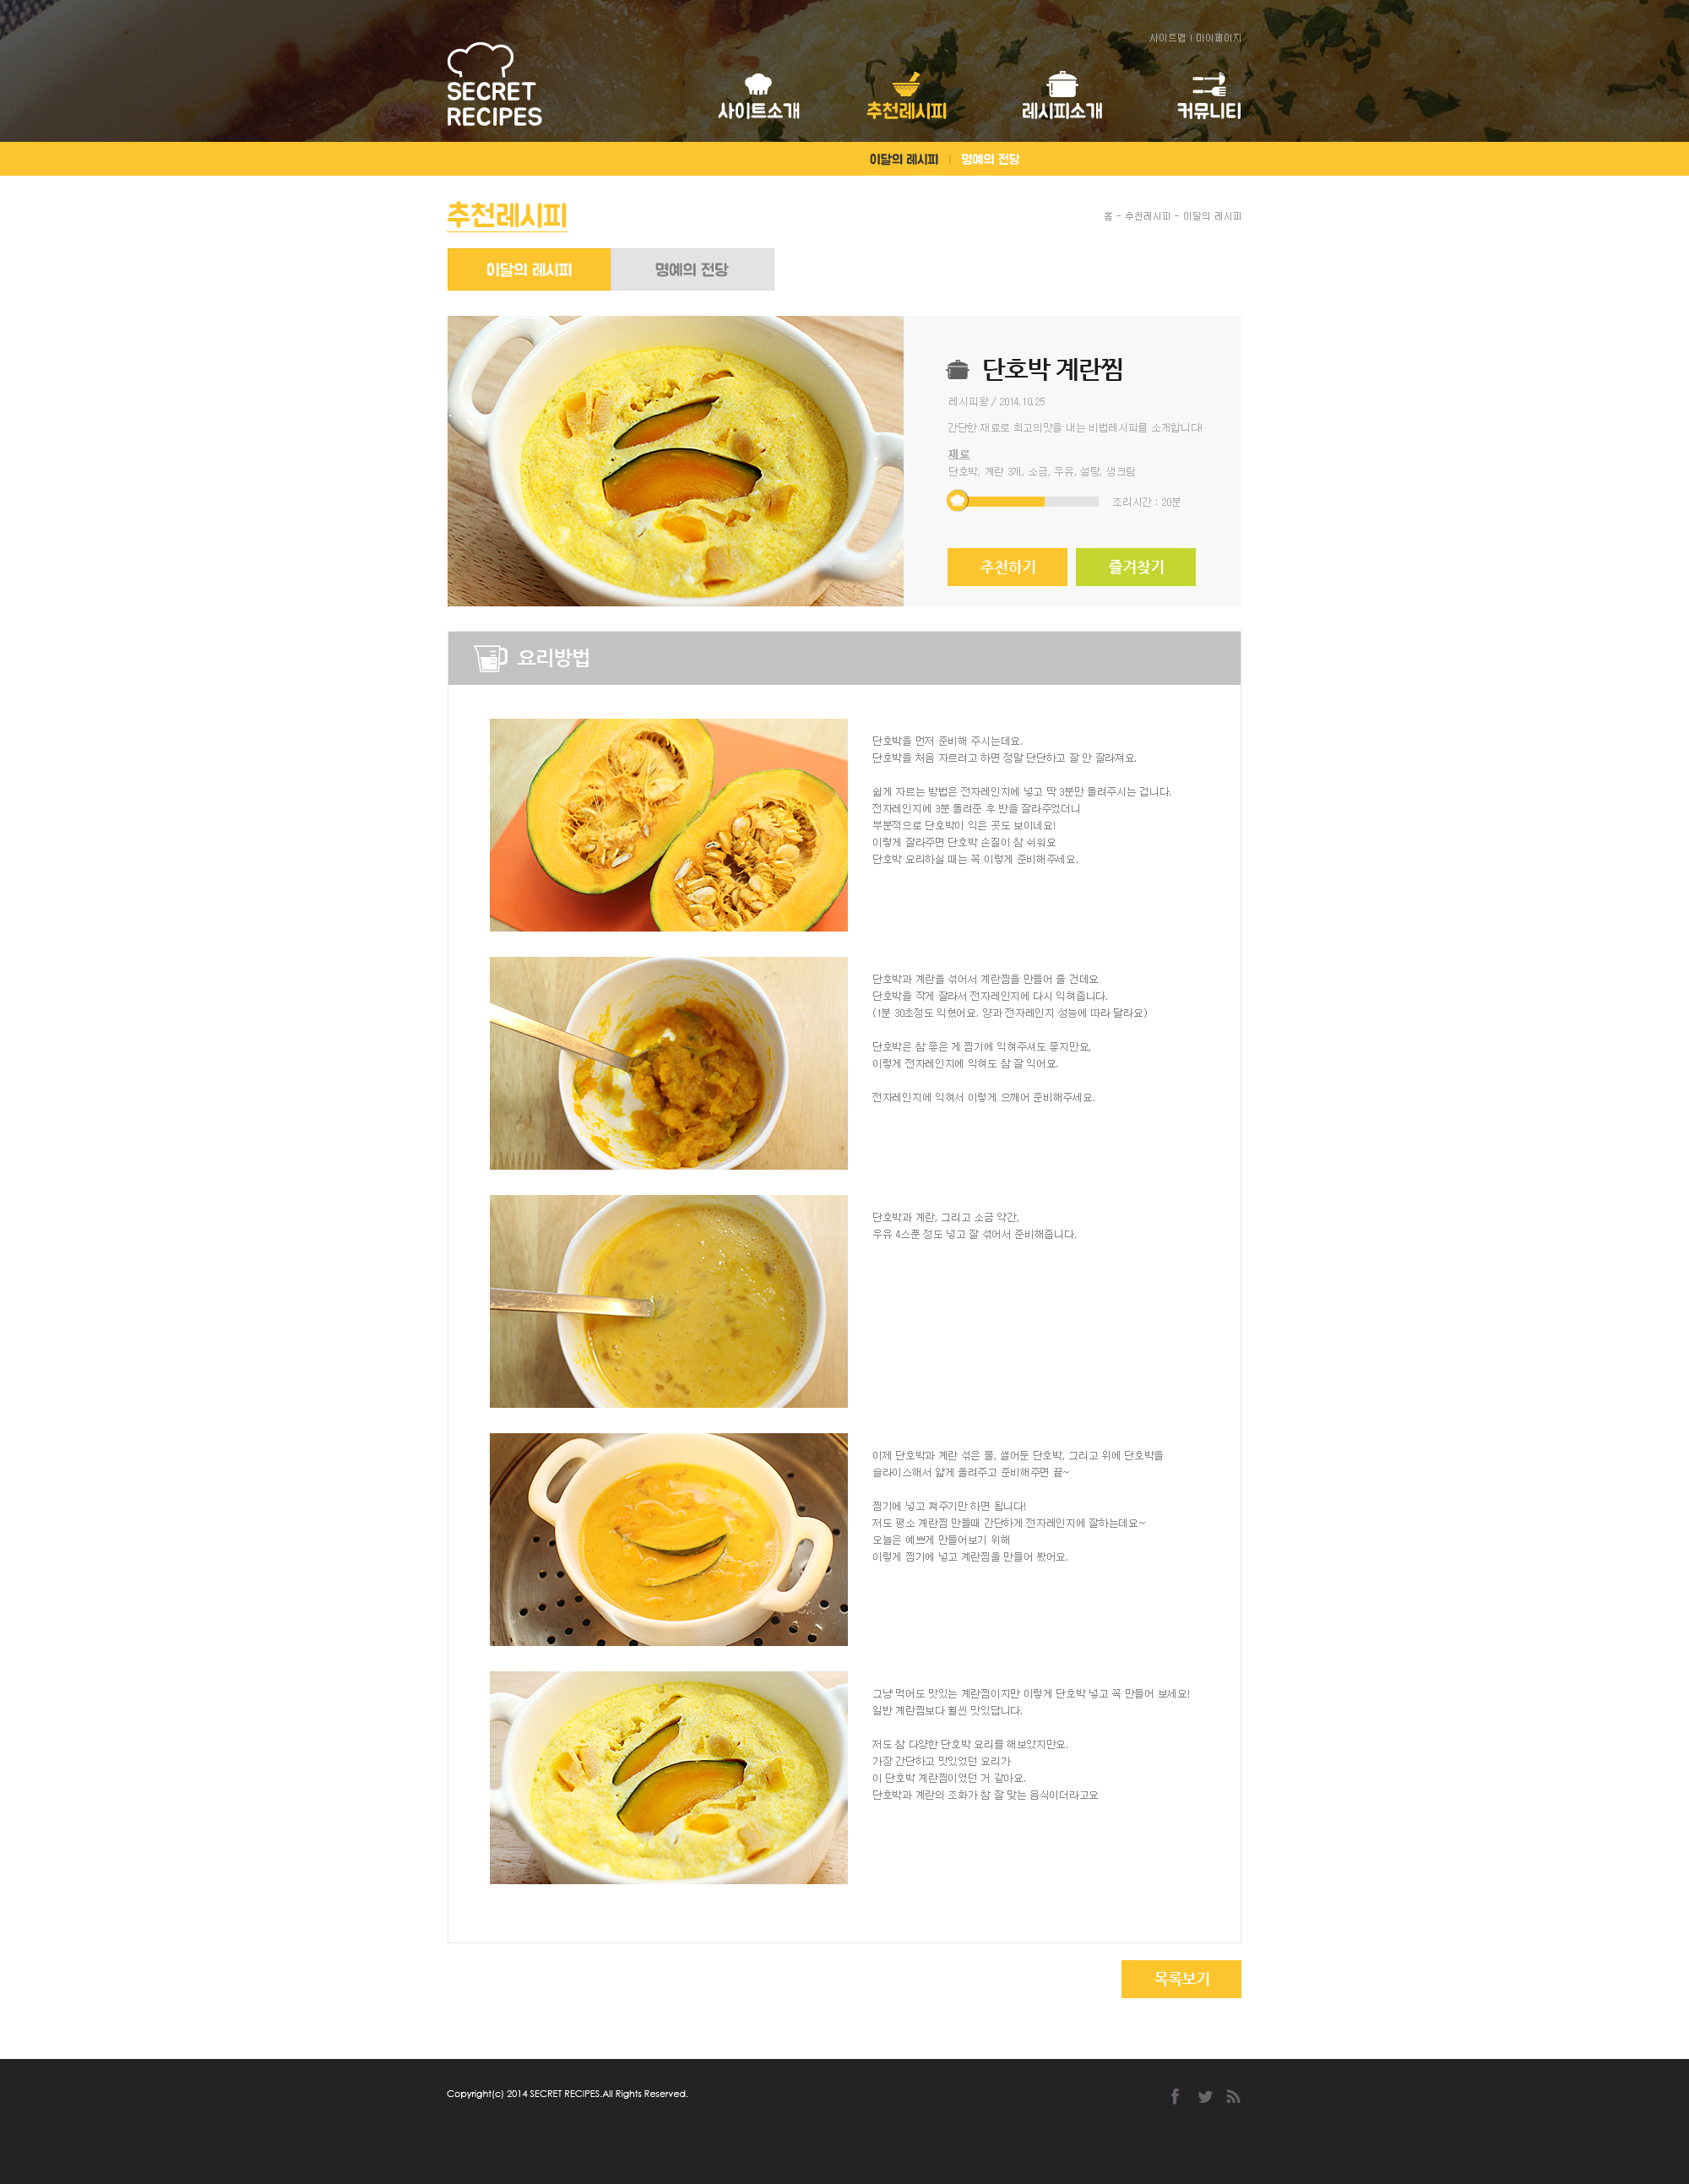 사이트맵 | 마이페이지
SECRET
RECIPES
사이트소개
추천레시피
레시피소개
커뮤니티
이달의 레시피 | 명예의 전당
추천레시피
홈 - 추천레시피 - 이달의 레시피
이달의 레시피
명예의 전당
단호박 계란찜
레시피왕 / 2014.10.25
간단한 재료로 최고의맛을 내는 비법레시피를 소개합니다!
재료
단호박, 계란 3개, 소금, 우유, 설탕, 생크림
조리시간 : 20분
추천하기
즐겨찾기
요리방법
단호박을 먼저 준비해 주시는데요.
단호박을 처음 자르려고 하면 정말 단단하고 잘 안 잘라져요.
쉽게 자르는 방법은 전자레인지에 넣고 딱 3분만 돌려주시는 겁니다.
전자레인지에 3분 돌려준 후 반을 잘라주었더니
부분적으로 단호박이 익은 곳도 보이네요!
이렇게 잘라주면 단호박 손질이 참 쉬워요
단호박 요리하실 때는 꼭 이렇게 준비해주세요.
단호박과 계란을 섞어서 계란찜을 만들어 줄 건데요
단호박을 작게 잘라서 전자레인지에 다시 익혀줍니다.
(1분 30초정도 익혔어요. 양과 전자레인지 성능에 따라 달라요)
단호박은 참 좋은 게 찜기에 익혀주셔도 좋지만요,
이렇게 전자레인지에 익혀도 참 잘 익어요.
전자레인지에 익혀서 이렇게 으깨어 준비해주세요.
단호박과 계란, 그리고 소금 약간,
우유 4스푼 정도 넣고 잘 섞어서 준비해줍니다.
이제 단호박과 계란 섞은 물, 썰어둔 단호박, 그리고 위에 단호박을
슬라이스해서 얇게 올려주고 준비해주면 끝~
찜기에 넣고 쪄주기만 하면 됩니다!
저도 평소 계란찜 만들때 간단하게 전자레인지에 잘하는데요~
오늘은 예쁘게 만들어보기 위해
이렇게 찜기에 넣고 계란찜을 만들어 봤어요.
그냥 먹어도 맛있는 계란찜이지만 이렇게 단호박 넣고 꼭 만들어 보세요!
일반 계란찜보다 훨씬 맛있답니다.
저도 참 다양한 단호박 요리를 해보았지만요.
가장 간단하고 맛있었던 요리가
이 단호박 계란찜이였던 거 같아요.
단호박과 계란의 조화가 참 잘 맞는 음식이더라고요
목록보기
Copyright(c) 2014 SECRET RECIPES.All Rights Reserved.